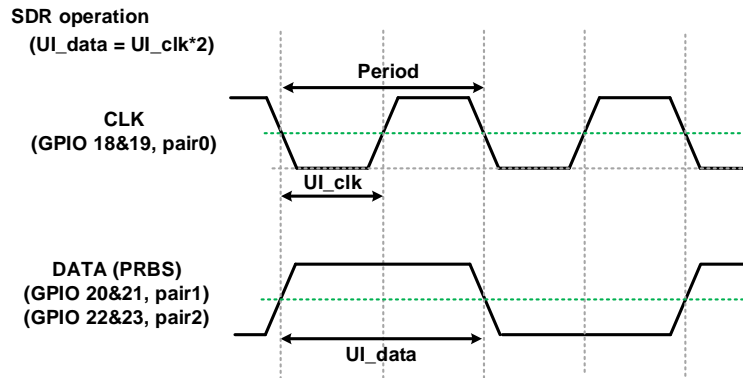 SDR operation
(UI_data = UI_clk*2)
Period
CLK
(GPIO 18&19, pair0)
UI_clk
DATA (PRBS)
(GPIO 20&21, pair1)
(GPIO 22&23, pair2)
UI_data